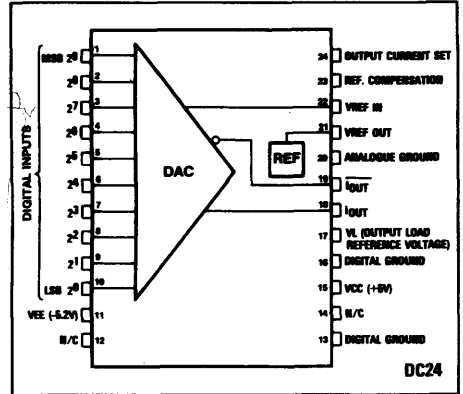 DIGITAL INPUTS
MSB 2⁹ 1
2⁸ 2
2⁷ 3
2⁶ 4
2⁵ 5
2⁴ 6
2³ 7
2² 8
2¹ 9
LSB 2⁰ 10
VEE (–5.2V) 11
N/C 12
DAC
REF
24 OUTPUT CURRENT SET
23 REF. COMPENSATION
22 VREF IN
21 VREF OUT
20 ANALOGUE GROUND
19 IOUT
18 IOUT
17 VL (OUTPUT LOAD
REFERENCE VOLTAGE)
16 DIGITAL GROUND
15 VCC (+5V)
14 N/C
13 DIGITAL GROUND
DC24